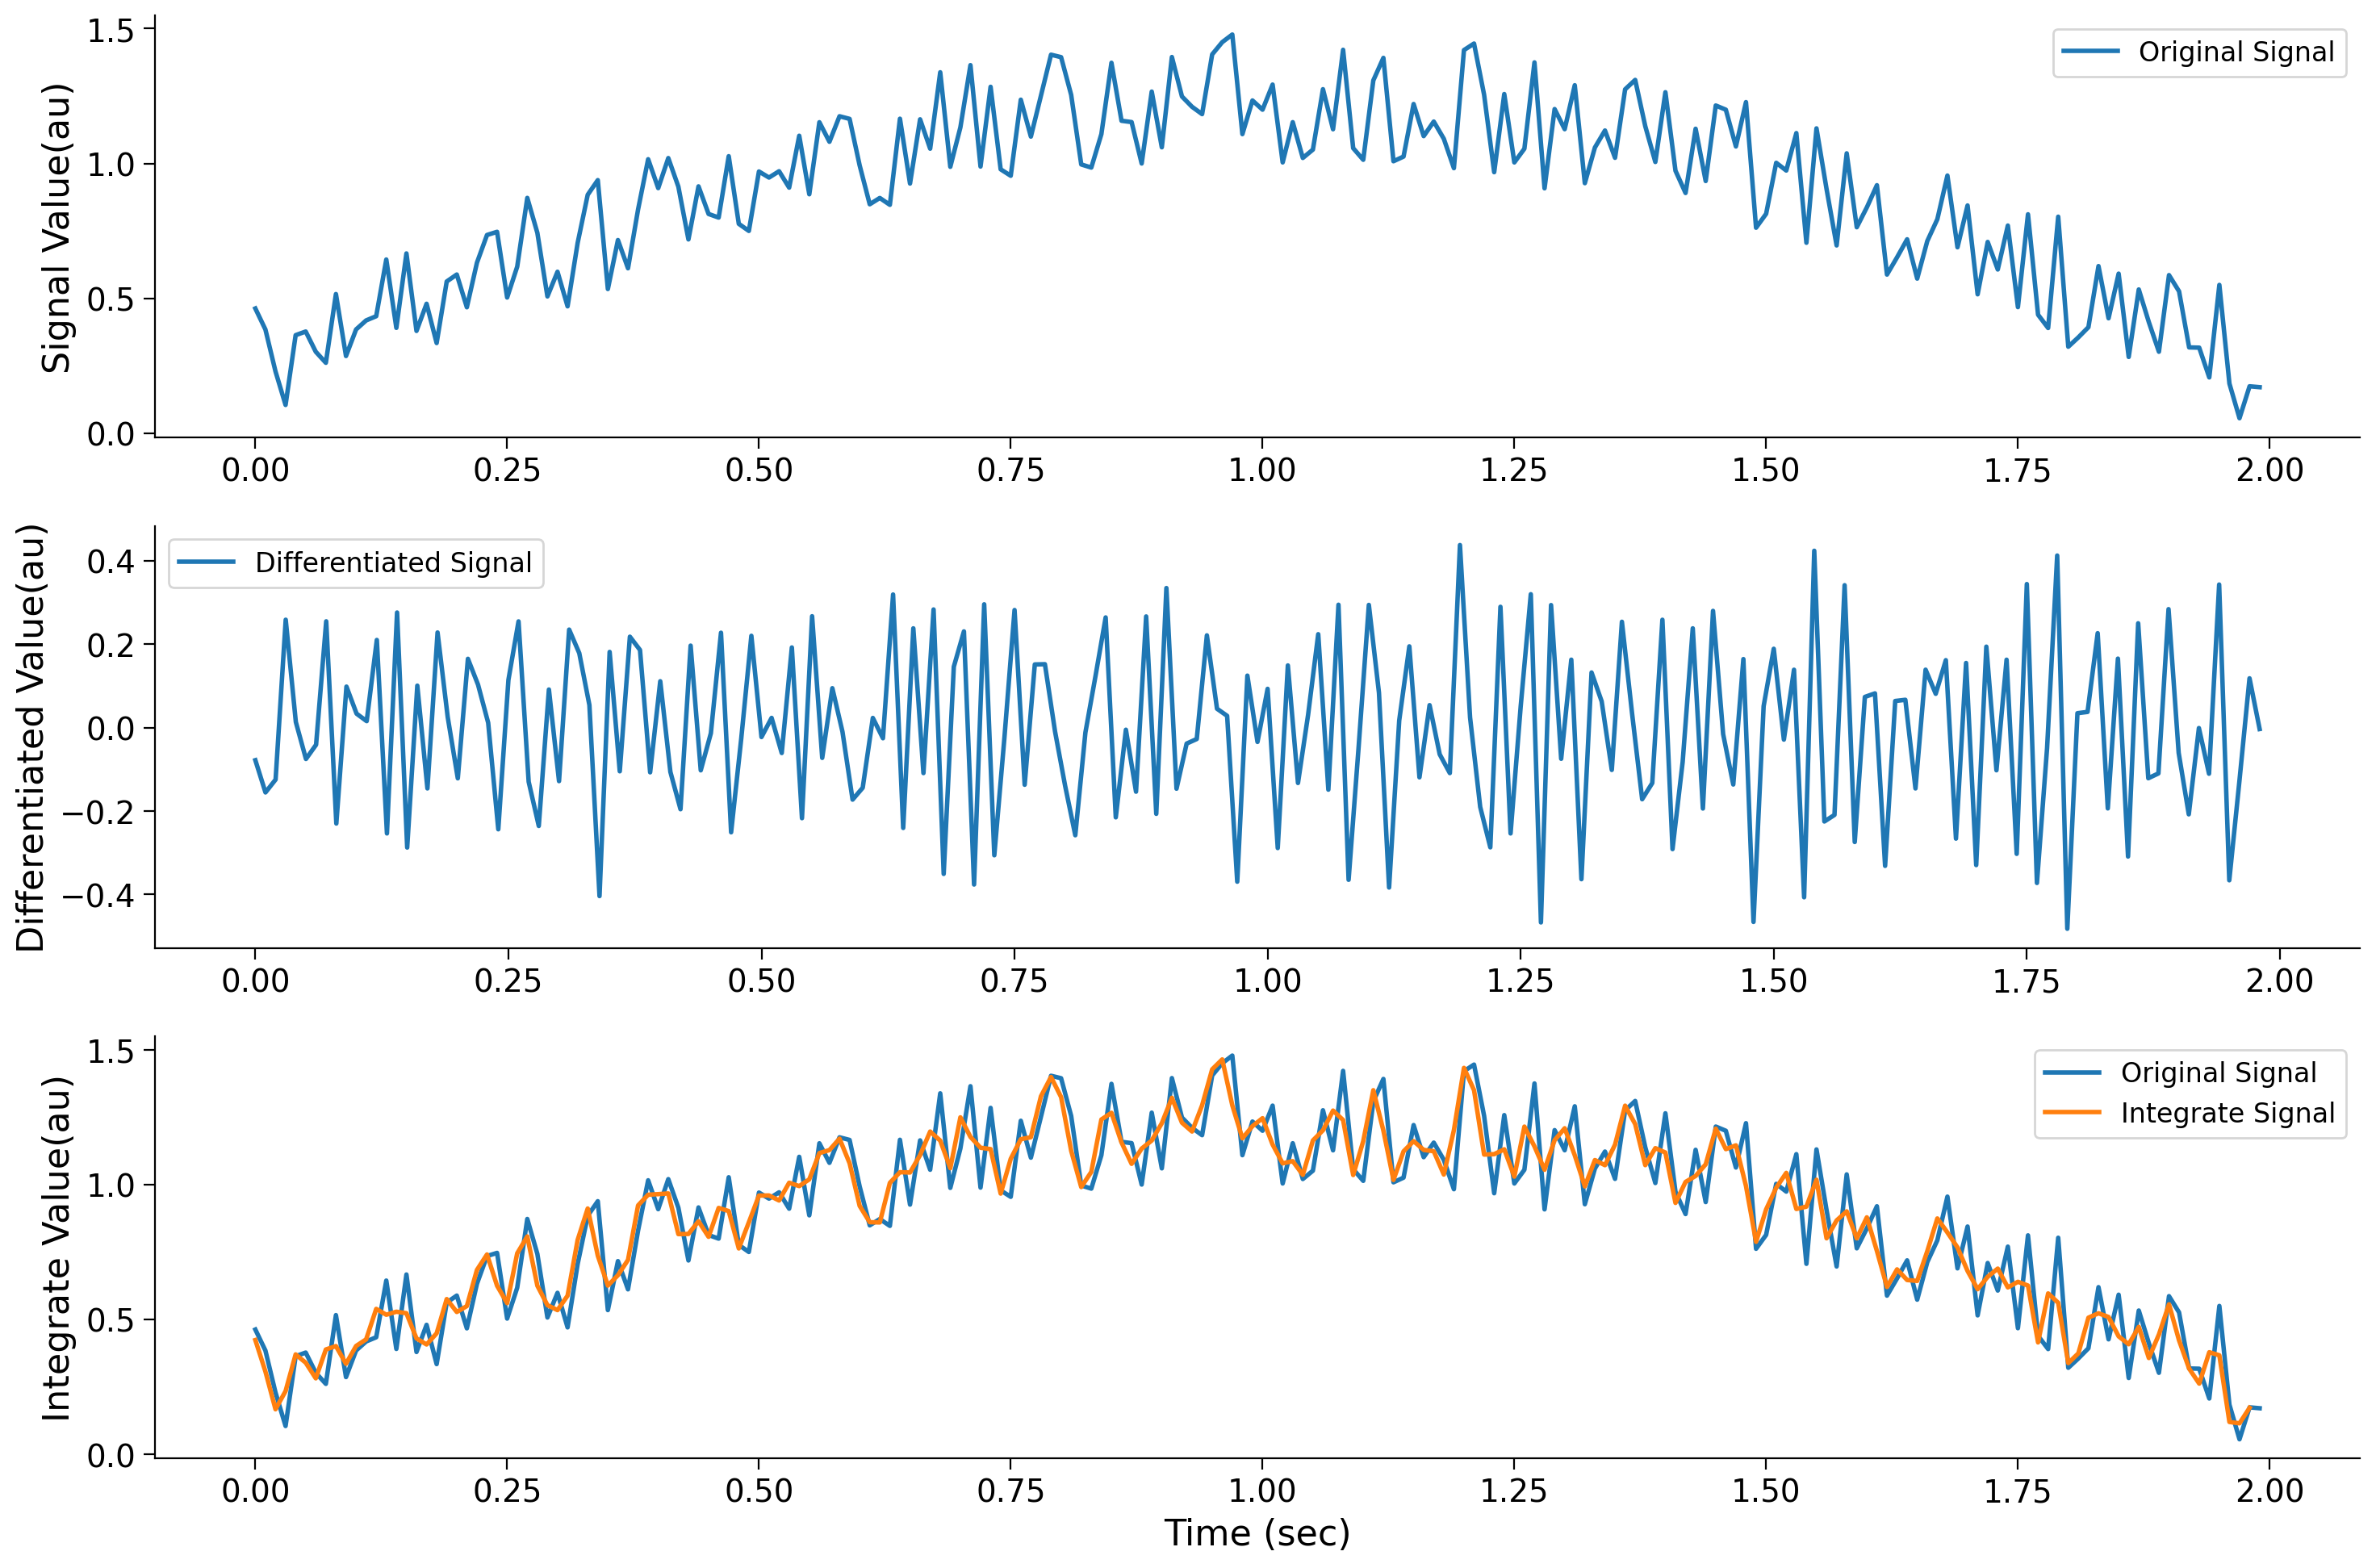 Signal Value(au)
1.5
1.0
0.5
0.0
Original Signal
0.00 0.25 0.50 0.75 1.00 1.25 1.50 1.75 2.00
Differentiated Value(au)
0.4
0.2
0.0
−0.2
−0.4
Differentiated Signal
0.00 0.25 0.50 0.75 1.00 1.25 1.50 1.75 2.00
Integrate Value(au)
1.5
1.0
0.5
0.0
Original Signal
Integrate Signal
0.00 0.25 0.50 0.75 1.00 1.25 1.50 1.75 2.00
Time (sec)